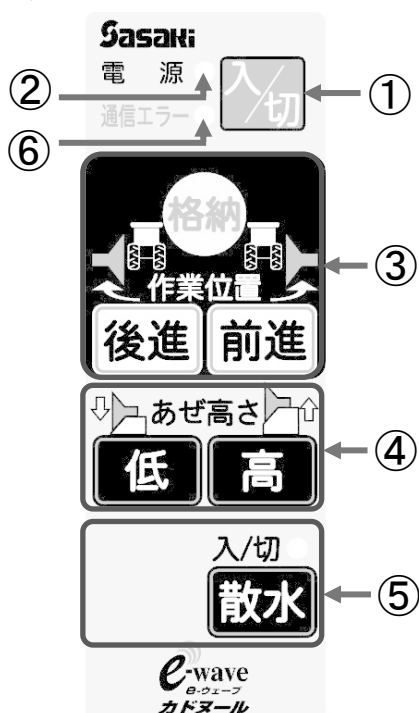 Sasaki
電源
入/切
①
②
通信エラー
⑥
格納
③
作業位置
後進
前進
あぜ高さ
④
低
高
入/切
散水
⑤
e-wave
e-ウェーブ
カドヌール